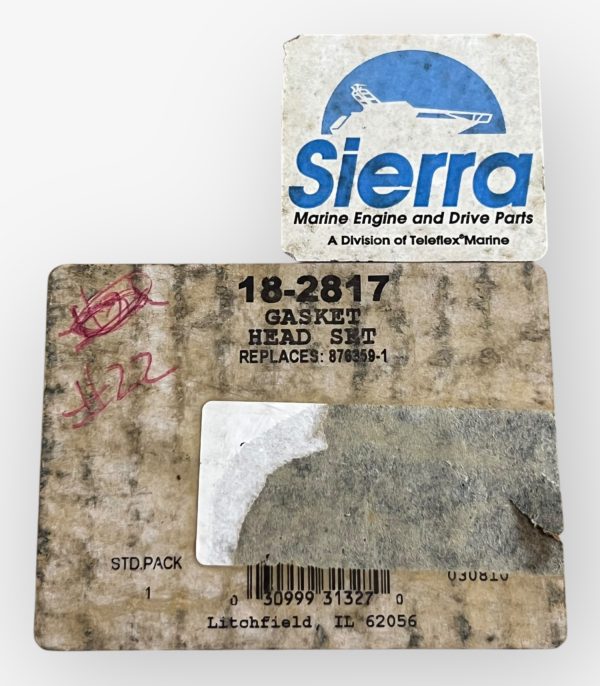 Sierra
Marine Engine and Drive Parts
A Division of Teleflex® Marine
18-2817
GASKET
HEAD SET
REPLACES: 876359-1
#22
STD.PACK
1
030810
0 30999 31327 0
Litchfield, IL 62056